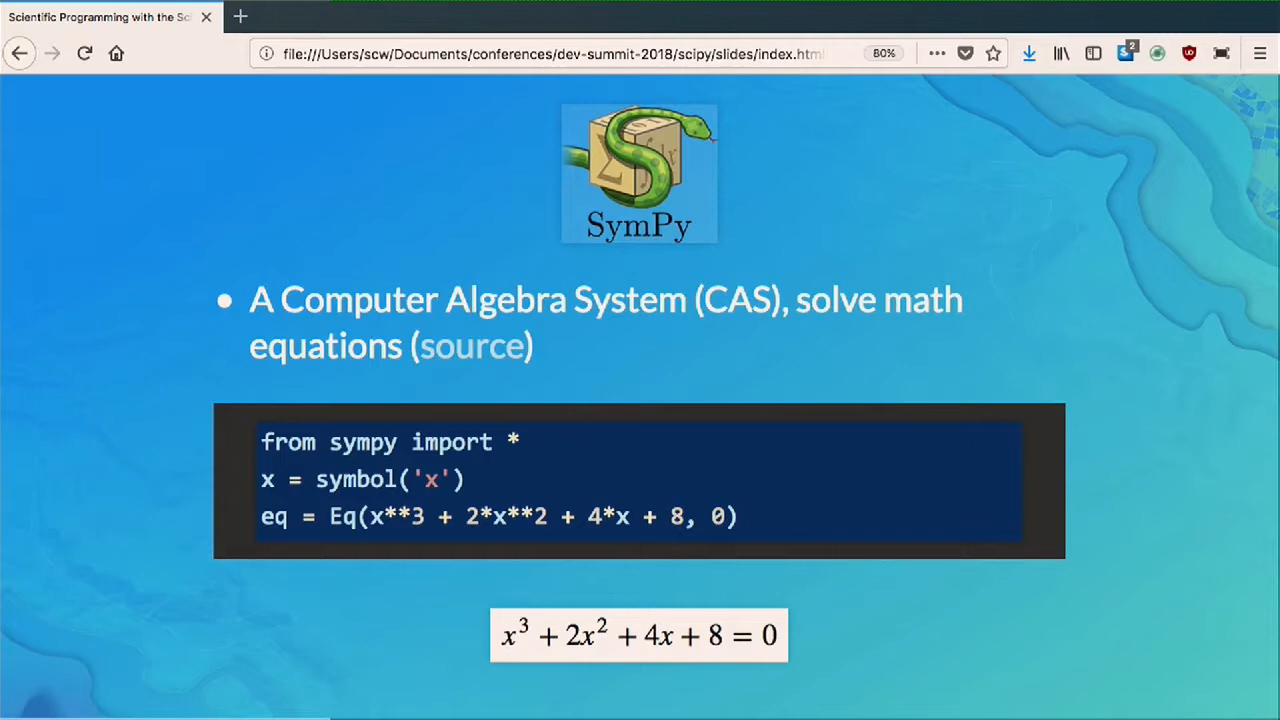 Scientific Programming with the Sci
file:///Users/scw/Documents/conferences/dev-summit-2018/scipy/slides/index.html
80%
2
SymPy
• A Computer Algebra System (CAS), solve math
equations (source)
from sympy import *
x = symbol('x')
eq = Eq(x**3 + 2*x**2 + 4*x + 8, 0)
x³ + 2x² + 4x + 8 = 0